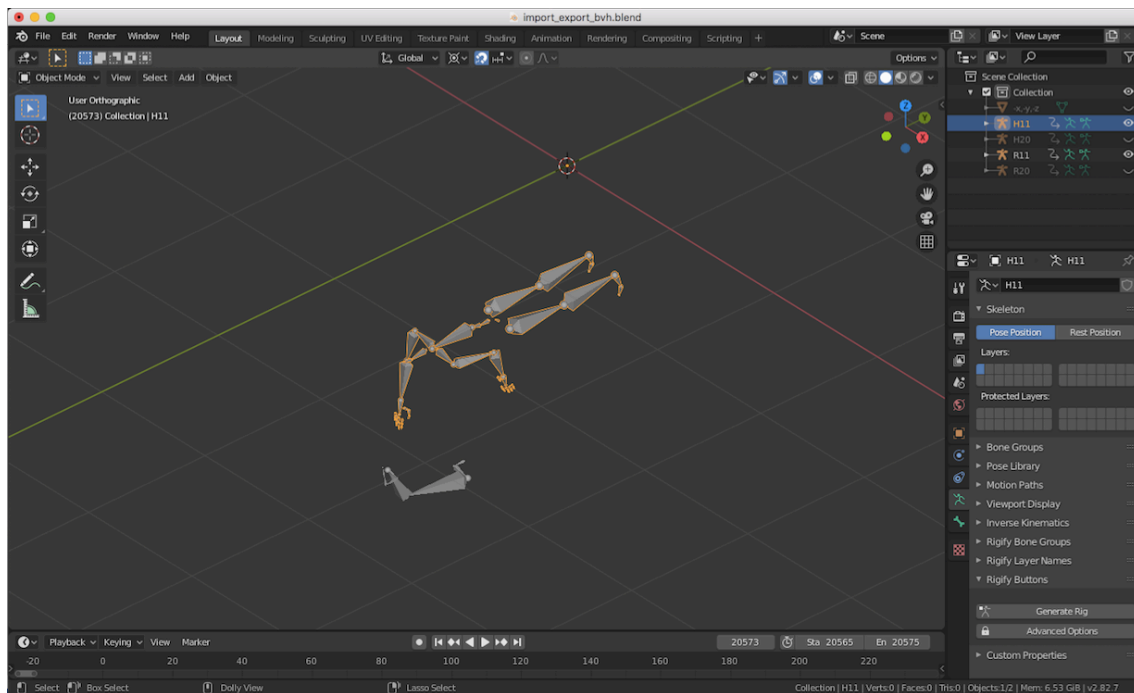 import_export_bvh.blend
File Edit Render Window Help Layout Modeling Sculpting UV Editing Texture Paint Shading Animation Rendering Compositing Scripting + Scene View Layer
Global Options
Object Mode View Select Add Object
User Orthographic
(20573) Collection | H11
Z
Y
X
Scene Collection
Collection
-x,-y,-z
H11
H20
R11
R20
H11 H11
H11
Skeleton
Pose Position Rest Position
Layers:
Protected Layers:
Bone Groups
Pose Library
Motion Paths
Viewport Display
Inverse Kinematics
Rigify Bone Groups
Rigify Layer Names
Rigify Buttons
Generate Rig
Advanced Options
Custom Properties
Playback Keying View Marker 20573 Sta 20565 En 20575
-20 0 20 40 60 80 100 120 140 160 180 200 220
Select Box Select Dolly View Lasso Select Collection | H11 | Verts:0 | Faces:0 | Tris:0 | Objects:1/2 | Mem: 6.53 GiB | v2.82.7